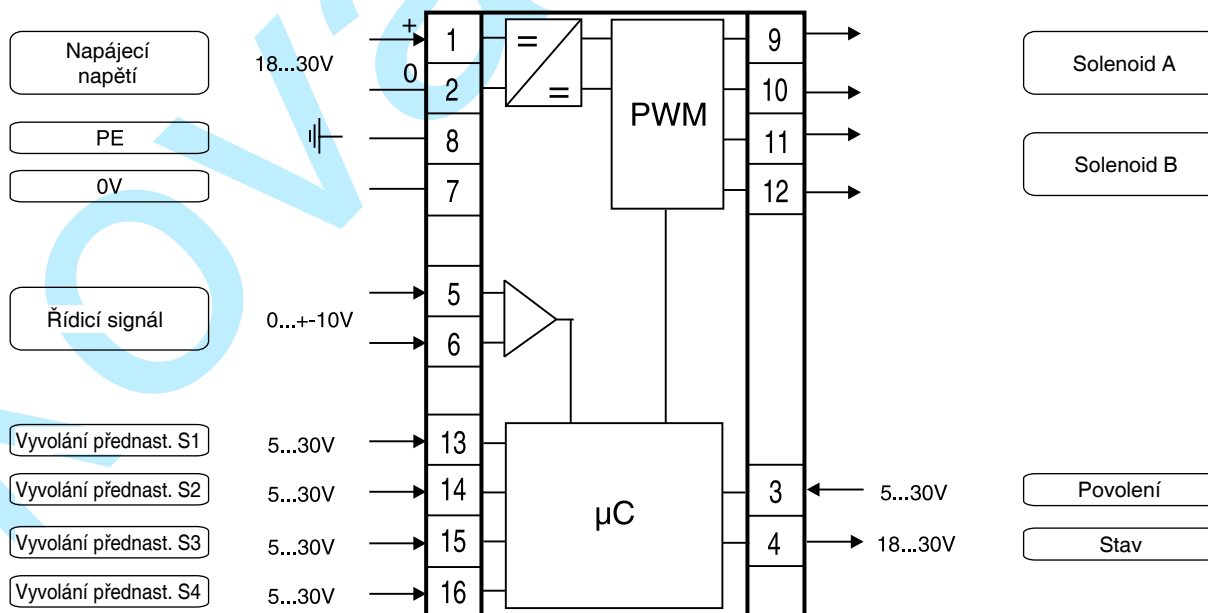 Napájecí
napětí
18...30V
+
0
1
2
=
=
PWM
9
10
11
12
Solenoid A
Solenoid B
PE
8
0V
7
Řídicí signál
0...+-10V
5
6
Vyvolání přednast. S1
5...30V
13
Vyvolání přednast. S2
5...30V
14
Vyvolání přednast. S3
5...30V
15
Vyvolání přednast. S4
5...30V
16
µC
3
5...30V
Povolení
4
18...30V
Stav